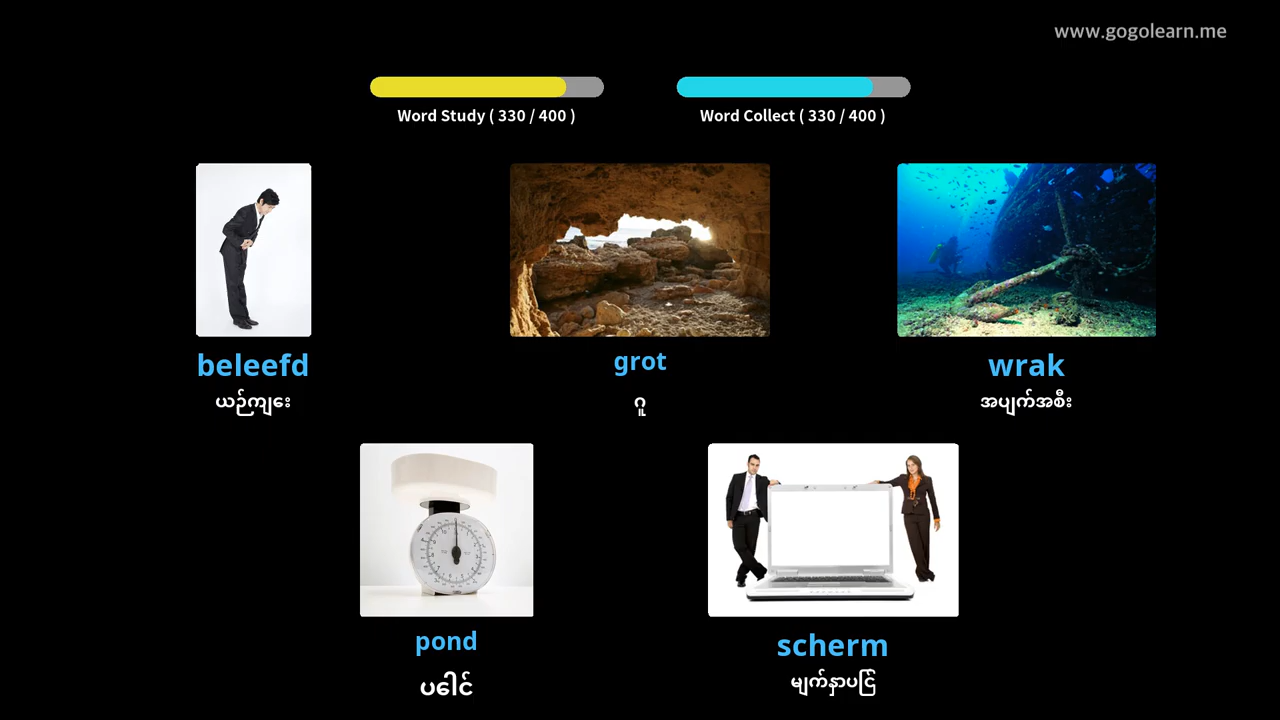 www.gogolearn.me
Word Study ( 330 / 400 )
Word Collect ( 330 / 400 )
beleefd
ယဉ်ကျေး
grot
ဂူ
wrak
အပျက်အစီး
pond
ပေါင်
scherm
မျက်နှာပြင်